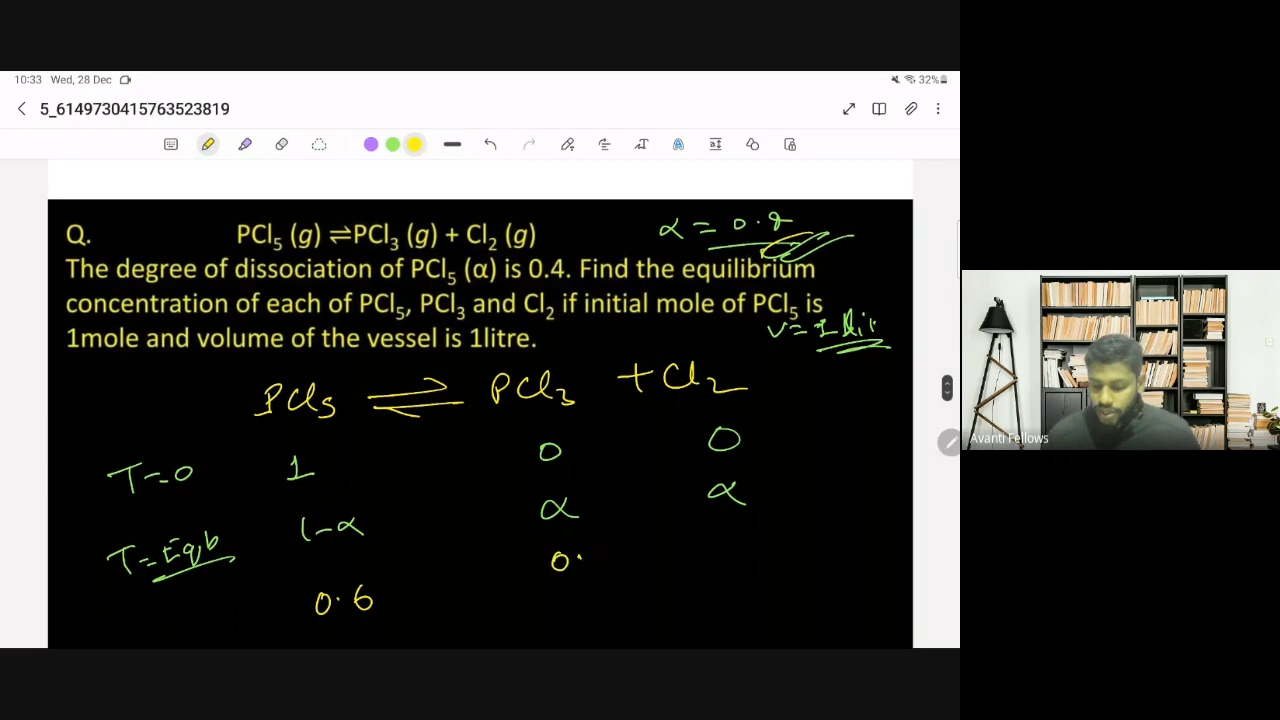 10:33 Wed, 28 Dec
32%
5_6149730415763523819
Q. PCl₅ (g) ⇌PCl₃ (g) + Cl₂ (g)
α = 0.4
The degree of dissociation of PCl₅ (α) is 0.4. Find the equilibrium
concentration of each of PCl₅, PCl₃ and Cl₂ if initial mole of PCl₅ is
1mole and volume of the vessel is 1litre.
V = 1 lit
PCl₅ ⇌ PCl₃ + Cl₂
T=0 1 0 0
T=Eqb 1-α α α
0.6 0.
Avanti Fellows